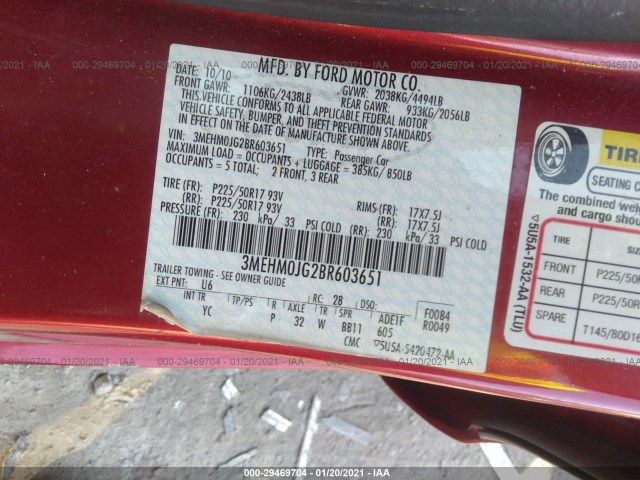 000-29469704 - 01/20/2021 - IAA
MFD. BY FORD MOTOR CO.
DATE: 10/10 GVWR: 2038KG/4494LB
FRONT GAWR: 1106KG/2438LB REAR GAWR: 933KG/2056LB
THIS VEHICLE CONFORMS TO ALL APPLICABLE FEDERAL MOTOR
VEHICLE SAFETY, BUMPER, AND THEFT PREVENTION STANDARDS
IN EFFECT ON THE DATE OF MANUFACTURE SHOWN ABOVE.
VIN: 3MEHM0JG2BR603651 TYPE: Passenger Car
MAXIMUM LOAD = OCCUPANTS + LUGGAGE = 385KG/850LB
OCCUPANTS = 5 TOTAL; 2 FRONT, 3 REAR
TIRE (FR): P225/50R17 93V RIMS (FR): 17X7.5J
(RR): P225/50R17 93V (RR): 17X7.5J
PRESSURE (FR): 230 kPa/33 PSI COLD (RR): 230 kPa/33 PSI COLD
3MEHM0JG2BR603651
TRAILER TOWING - SEE OWNER GUIDE
EXT PNT: U6 RC: 28 DSO: F0084
INT TR TP/PS R AXLE TR SPR ADE1F R0049
YC P 32 W BB11 605
CMC ▽5U5A-5420472-AA
TIRE
SEATING
The combined
and cargo
TIRE SIZE
FRONT P225/50
REAR P225/50
SPARE T145/80D16
▽5U5A-1532-AA (TLU)
000-29469704 - 01/20/2021 - IAA
000-29469704 - 01/20/2021 - IAA